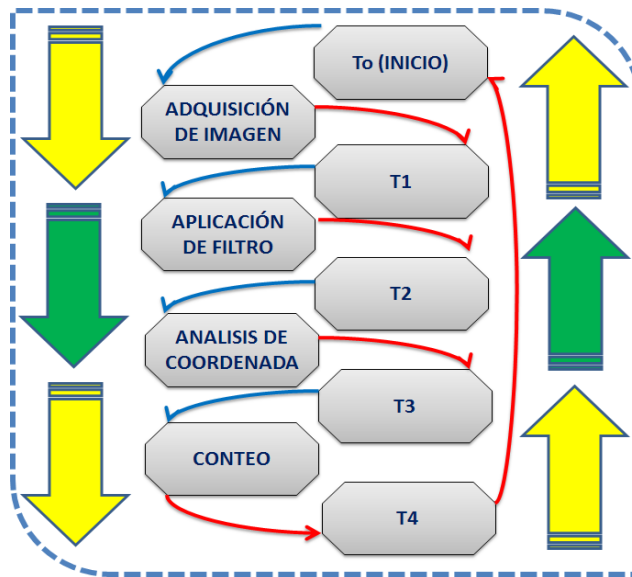 To (INICIO)
ADQUISICIÓN
DE IMAGEN
T1
APLICACIÓN
DE FILTRO
T2
ANALISIS DE
COORDENADA
T3
CONTEO
T4